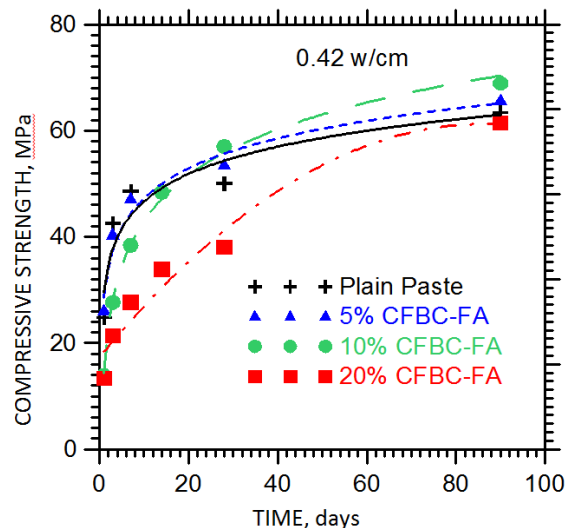 80
0.42 w/cm
60
40
20
0
COMPRESSIVE STRENGTH, MPa
Plain Paste
5% CFBC-FA
10% CFBC-FA
20% CFBC-FA
0 20 40 60 80 100
TIME, days